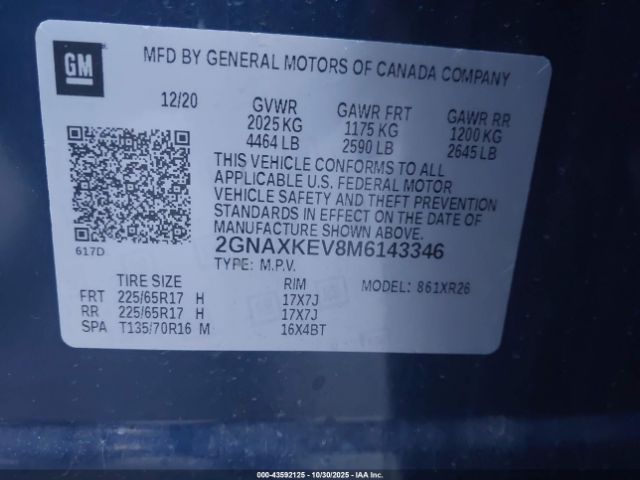 GM
MFD BY GENERAL MOTORS OF CANADA COMPANY
12/20 GVWR GAWR FRT GAWR RR
2025 KG 1175 KG 1200 KG
4464 LB 2590 LB 2645 LB
THIS VEHICLE CONFORMS TO ALL
APPLICABLE U.S. FEDERAL MOTOR
VEHICLE SAFETY AND THEFT PREVENTION
STANDARDS IN EFFECT ON THE DATE OF
MANUFACTURE SHOWN ABOVE.
617D 2GNAXKEV8M6143346
TYPE: M.P.V.
TIRE SIZE RIM MODEL: 861XR26
FRT 225/65R17 H 17X7J
RR 225/65R17 H 17X7J
SPA T135/70R16 M 16X4BT
© 000-43592125 - 10/30/2025 - IAA Inc.